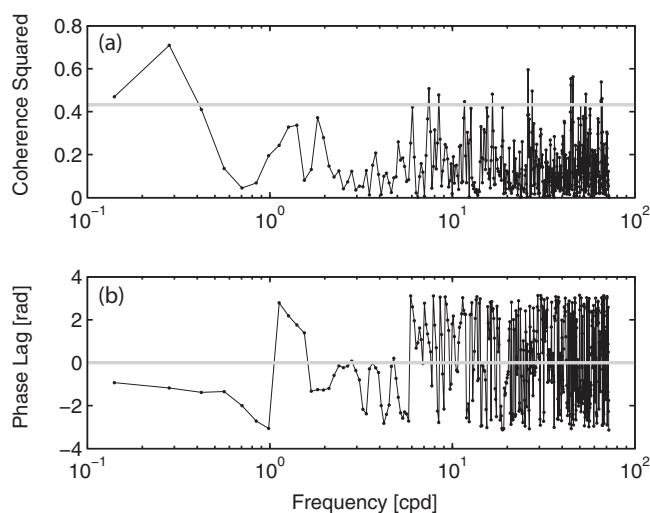 (a)
Coherence Squared
0.8
0.6
0.4
0.2
0
10⁻¹ 10⁰ 10¹ 10²
(b)
Phase Lag [rad]
4
2
0
−2
−4
10⁻¹ 10⁰ 10¹ 10²
Frequency [cpd]